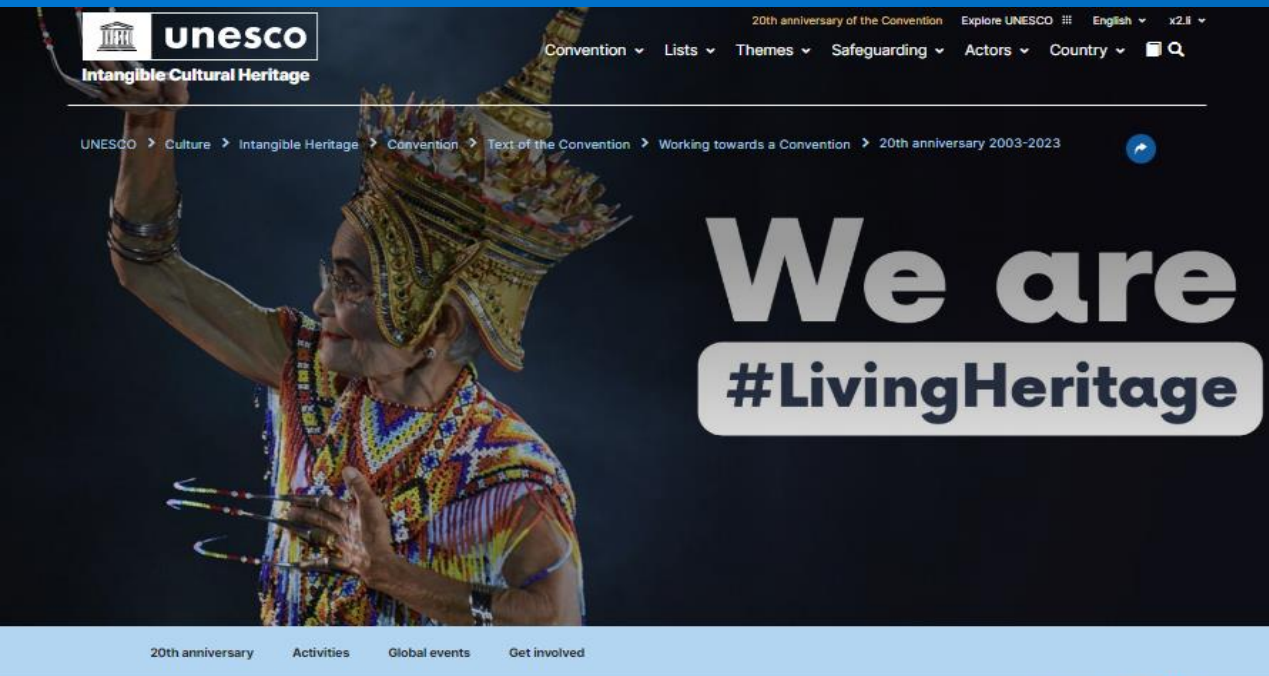 20th anniversary of the Convention Explore UNESCO English x2.li
unesco
Intangible Cultural Heritage
Convention Lists Themes Safeguarding Actors Country
UNESCO > Culture > Intangible Heritage > Convention > Text of the Convention > Working towards a Convention > 20th anniversary 2003-2023
We are
#LivingHeritage
20th anniversary Activities Global events Get involved